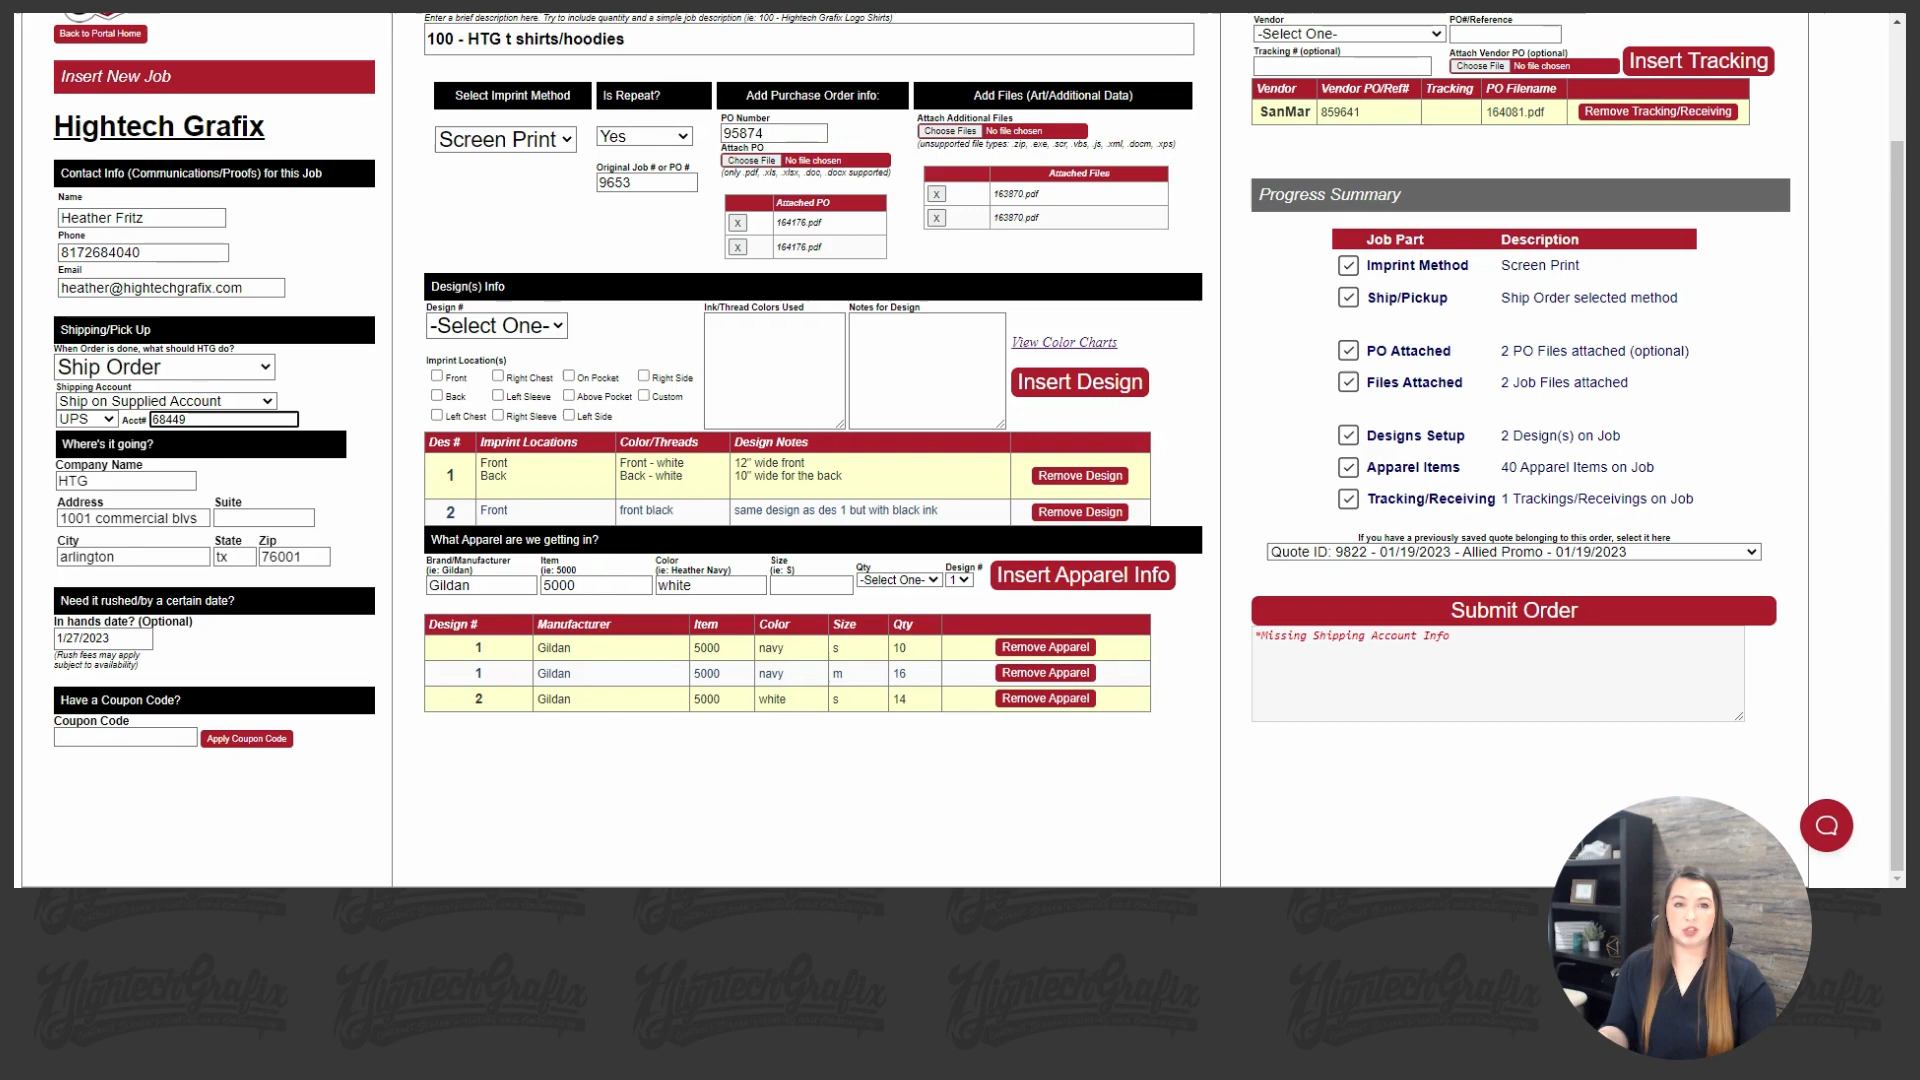 Back to Portal Home
Insert New Job
Hightech Grafix
Contact Info (Communications/Proofs) for this Job
Name
Heather Fritz
Phone
8172684040
Email
heather@hightechgrafix.com
Shipping/Pick Up
When Order is done, what should HTG do?
Ship Order
Shipping Account
Ship on Supplied Account
UPS Acct# 68449
Where's it going?
Company Name
HTG
Address Suite
1001 commercial blvs
City State Zip
arlington tx 76001
Need it rushed/by a certain date?
In hands date? (Optional)
1/27/2023
(Rush fees may apply
subject to availability)
Have a Coupon Code?
Coupon Code
Apply Coupon Code
Enter a brief description here. Try to include quantity and a simple job description (ie: 100 - Hightech Grafix Logo Shirts)
100 - HTG t shirts/hoodies
Select Imprint Method Is Repeat? Add Purchase Order info: Add Files (Art/Additional Data)
Screen Print
Yes
Original Job # or PO #
9653
PO Number
95874
Attach PO
Choose File No file chosen
(only .pdf, .xls, .xlsx, .doc, .docx supported)
Attached PO
X 164176.pdf
X 164176.pdf
Attach Additional Files
Choose Files No file chosen
(unsupported file types: .zip, .exe, .scr, .vbs, .js, .xml, .docm, .xps)
Attached Files
X 163870.pdf
X 163870.pdf
Design(s) Info
Design # Ink/Thread Colors Used Notes for Design
-Select One-
View Color Charts
Imprint Location(s)
Front Right Chest On Pocket Right Side
Back Left Sleeve Above Pocket Custom
Left Chest Right Sleeve Left Side
Insert Design
Des # Imprint Locations Color/Threads Design Notes
1 Front Front - white 12" wide front
Back Back - white 10" wide for the back
Remove Design
2 Front front black same design as des 1 but with black ink Remove Design
What Apparel are we getting in?
Brand/Manufacturer Item Color Size Qty Design #
(ie: Gildan) (ie: 5000) (ie: Heather Navy) (ie: S)
Gildan 5000 white -Select One- 1 Insert Apparel Info
Design # Manufacturer Item Color Size Qty
1 Gildan 5000 navy s 10 Remove Apparel
1 Gildan 5000 navy m 16 Remove Apparel
2 Gildan 5000 white s 14 Remove Apparel
Vendor PO#/Reference
-Select One-
Tracking # (optional) Attach Vendor PO (optional)
Choose File No file chosen
Insert Tracking
Vendor Vendor PO/Ref# Tracking PO Filename
SanMar 859641 164081.pdf Remove Tracking/Receiving
Progress Summary
Job Part Description
Imprint Method Screen Print
Ship/Pickup Ship Order selected method
PO Attached 2 PO Files attached (optional)
Files Attached 2 Job Files attached
Designs Setup 2 Design(s) on Job
Apparel Items 40 Apparel Items on Job
Tracking/Receiving 1 Trackings/Receivings on Job
If you have a previously saved quote belonging to this order, select it here
Quote ID: 9822 - 01/19/2023 - Allied Promo - 01/19/2023
Submit Order
*Missing Shipping Account Info
Hightech Grafix
Hightech Grafix
Hightech Grafix
Hightech Grafix
Hightech Grafix